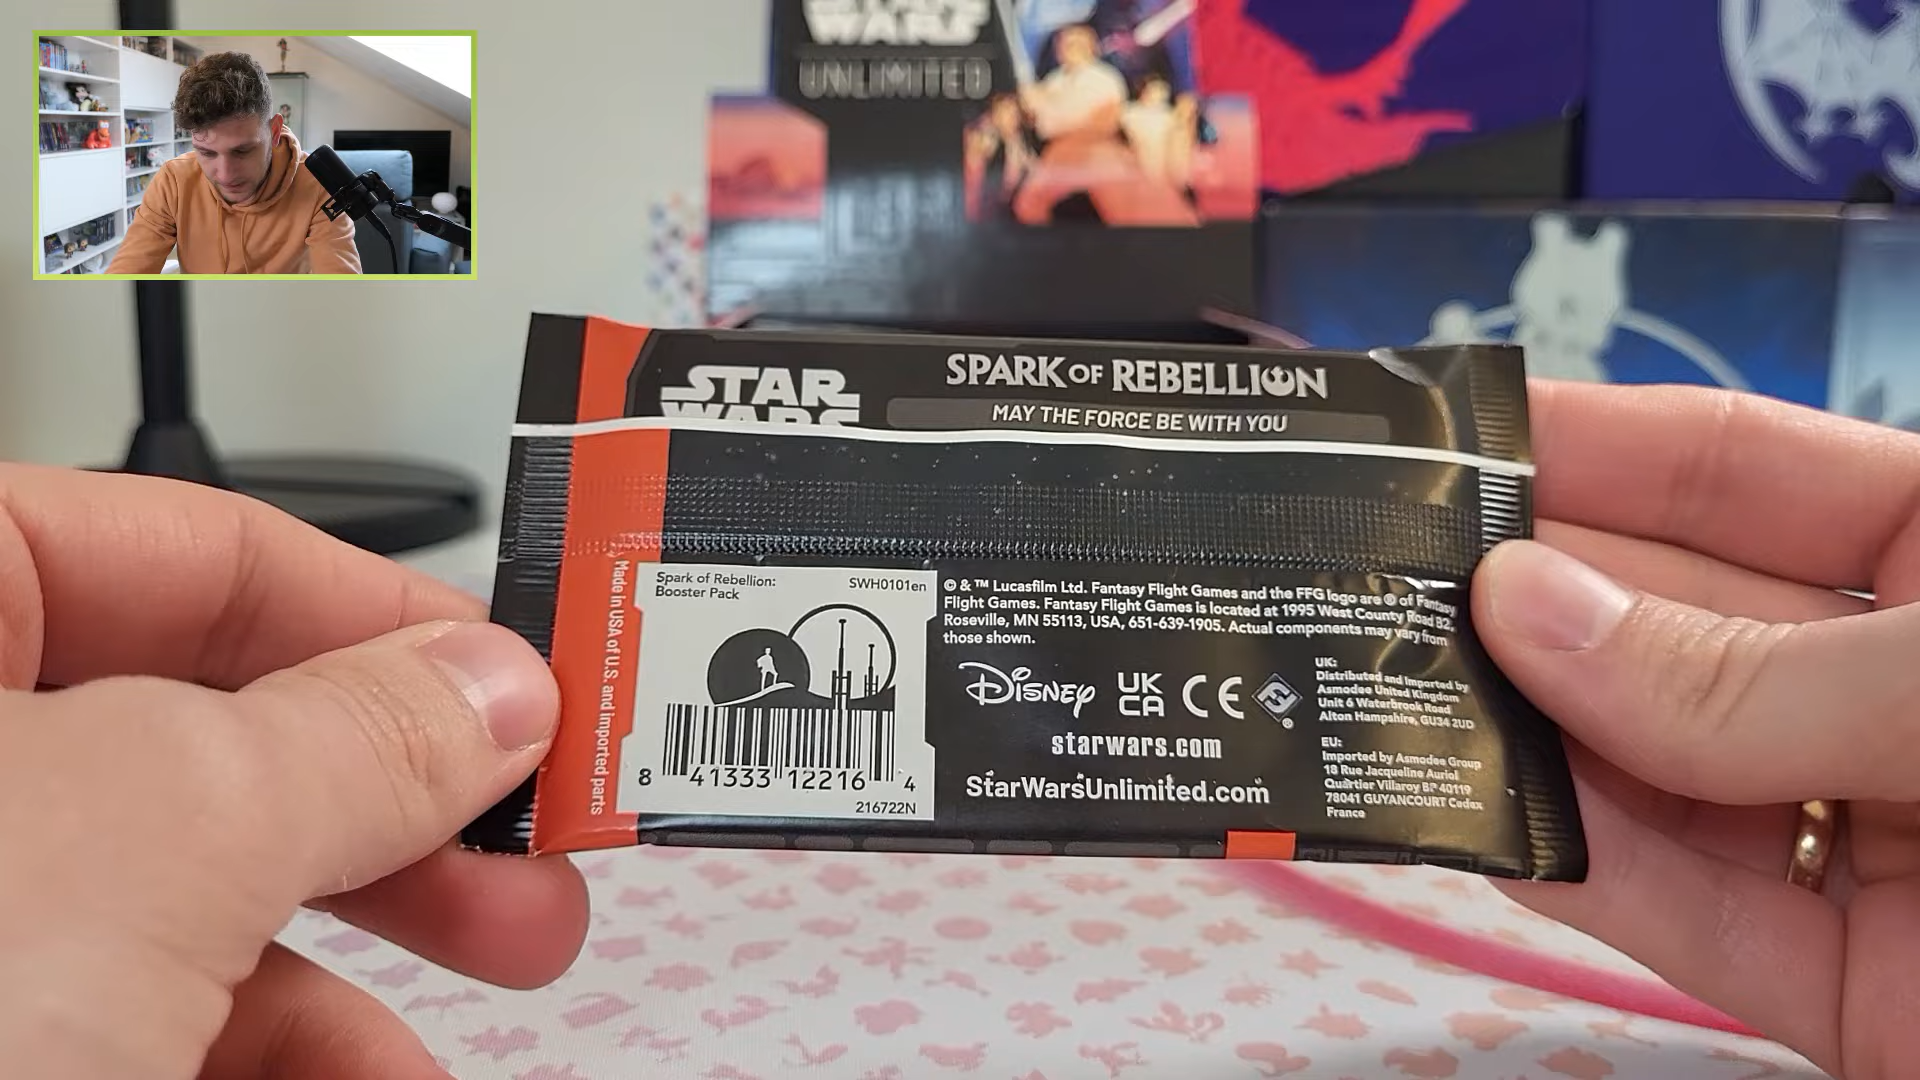 STAR
WARS
UNLIMITED
STAR
WARS
SPARK OF REBELLION
MAY THE FORCE BE WITH YOU
Made in USA of U.S. and imported parts
Spark of Rebellion:
Booster Pack
SWH0101en
8 41333 12216 4
216722N
© & ™ Lucasfilm Ltd. Fantasy Flight Games and the FFG logo are ® of Fantasy
Flight Games. Fantasy Flight Games is located at 1995 West County Road B2,
Roseville, MN 55113, USA, 651-639-1905. Actual components may vary from
those shown.
Disney
UK
CA
CE
starwars.com
StarWarsUnlimited.com
UK:
Distributed and Imported by
Asmodee United Kingdom
Unit 6 Waterbrook Road
Alton Hampshire, GU34 2UD
EU:
Imported by Asmodee Group
18 Rue Jacqueline Auriol
Quartier Villaroy BP 40119
78041 GUYANCOURT Cedex
France